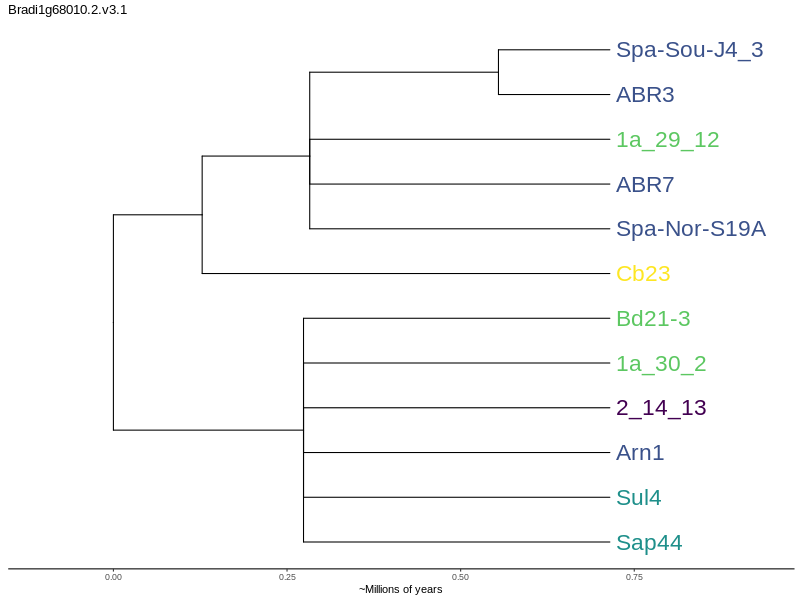 Bradi1g68010.2.v3.1
Spa-Sou-J4_3
ABR3
1a_29_12
ABR7
Spa-Nor-S19A
Cb23
Bd21-3
1a_30_2
2_14_13
Arn1
Sul4
Sap44
0.00 0.25 0.50 0.75
~Millions of years